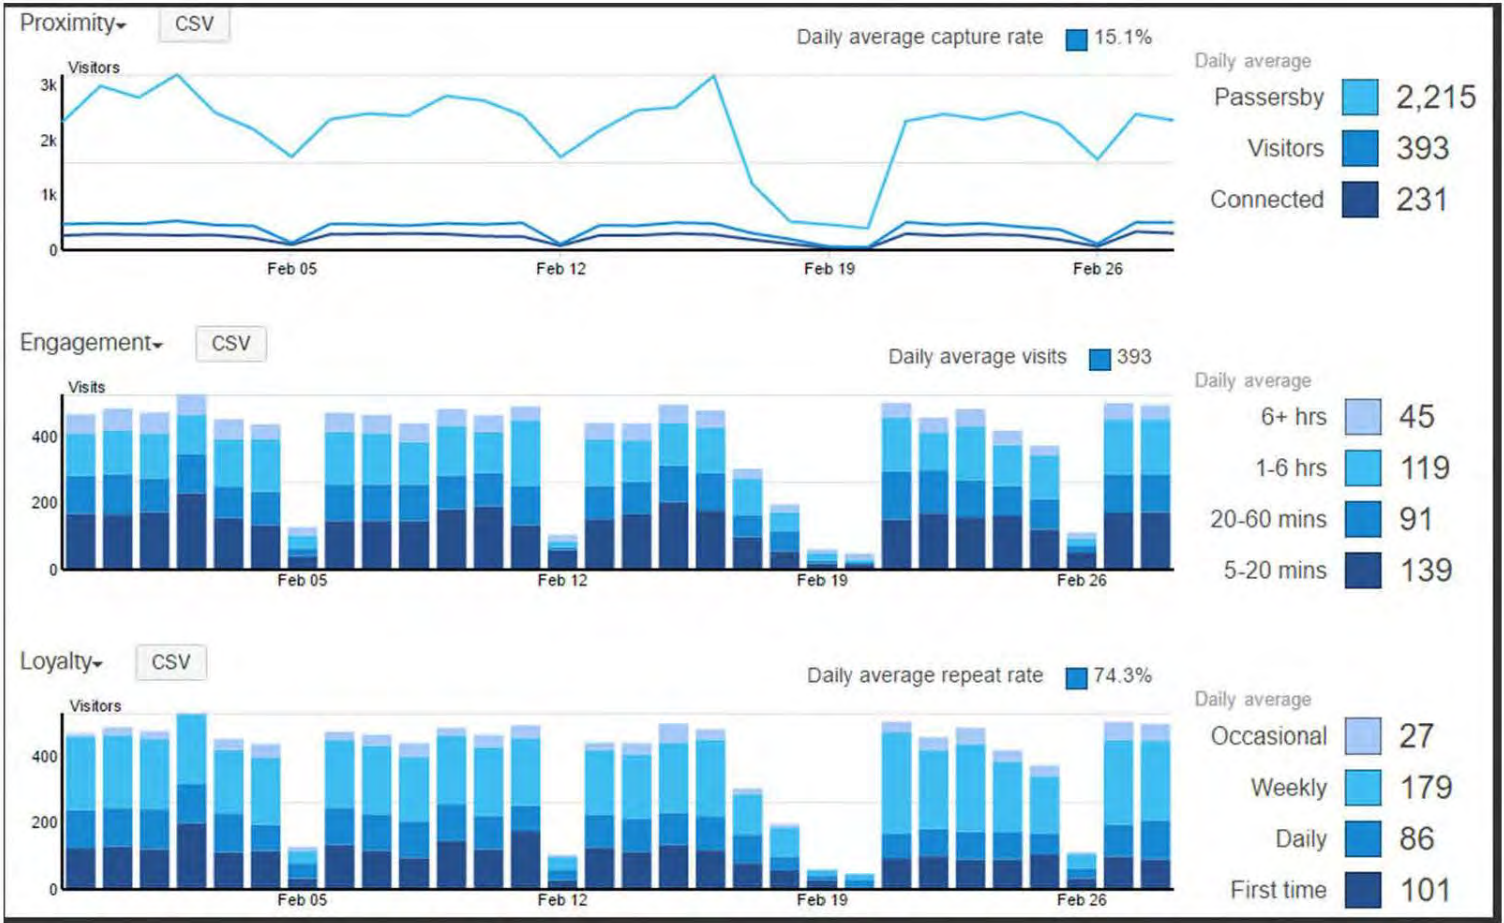 Proximity CSV
Daily average capture rate 15.1%
Visitors
3k
2k
1k
0
Feb 05 Feb 12 Feb 19 Feb 26
Daily average
Passersby 2,215
Visitors 393
Connected 231
Engagement CSV
Daily average visits 393
Visits
400
200
0
Feb 05 Feb 12 Feb 19 Feb 26
Daily average
6+ hrs 45
1-6 hrs 119
20-60 mins 91
5-20 mins 139
Loyalty CSV
Daily average repeat rate 74.3%
Visitors
400
200
0
Feb 05 Feb 12 Feb 19 Feb 26
Daily average
Occasional 27
Weekly 179
Daily 86
First time 101